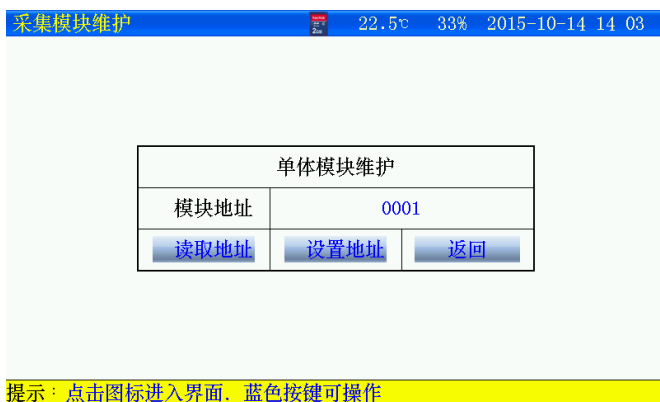 采集模块维护 22.5℃ 33% 2015-10-14 14 03
单体模块维护
模块地址 0001
读取地址 设置地址 返回
提示：点击图标进入界面．蓝色按键可操作